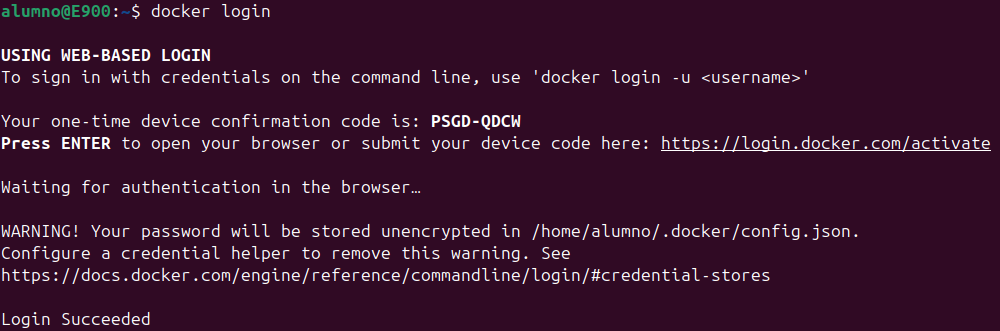 alumno@E900:~$ docker login
USING WEB-BASED LOGIN
To sign in with credentials on the command line, use 'docker login -u <username>'
Your one-time device confirmation code is: PSGD-QDCW
Press ENTER to open your browser or submit your device code here: https://login.docker.com/activate
Waiting for authentication in the browser…
WARNING! Your password will be stored unencrypted in /home/alumno/.docker/config.json.
Configure a credential helper to remove this warning. See
https://docs.docker.com/engine/reference/commandline/login/#credential-stores
Login Succeeded